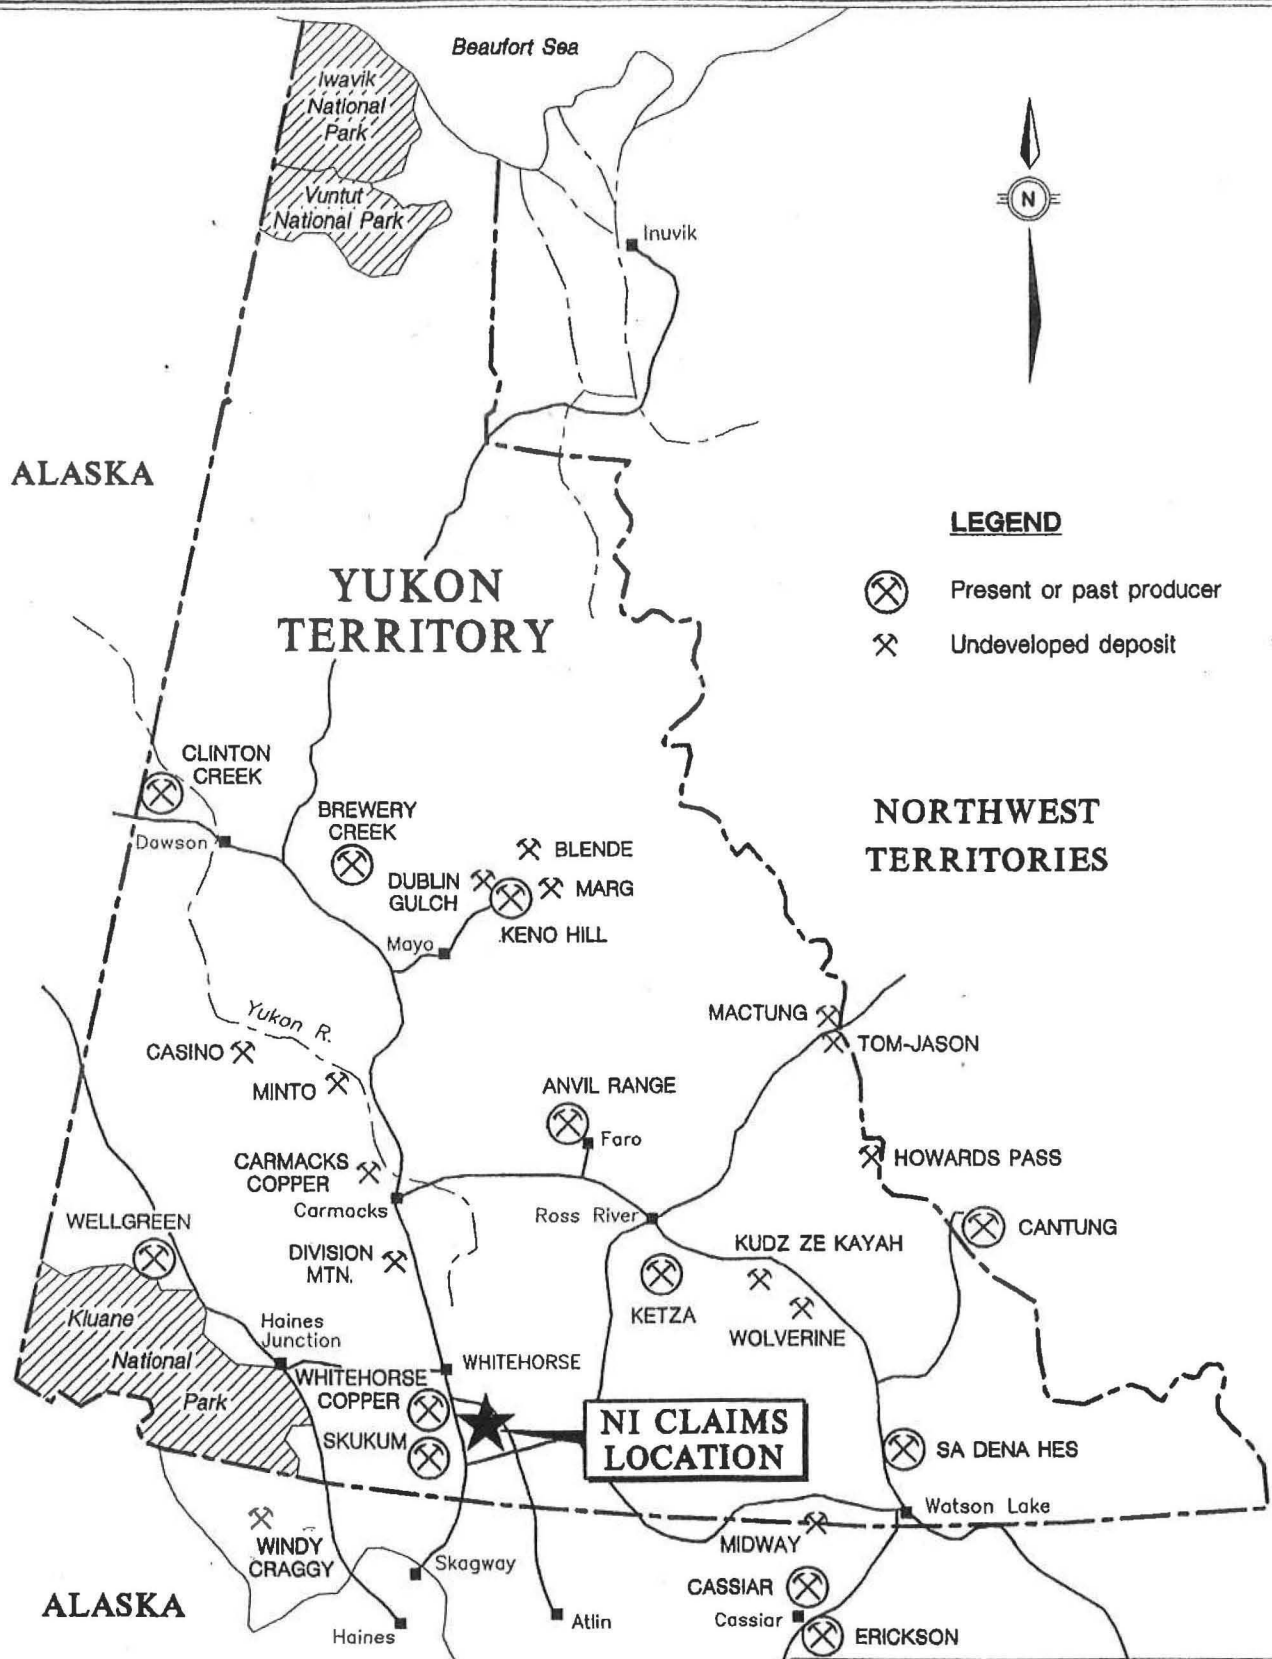 Beaufort Sea
Iwavik
National
Park
Vuntut
National Park
Inuvik
N
ALASKA
LEGEND
Present or past producer
Undeveloped deposit
YUKON
TERRITORY
CLINTON
CREEK
Dawson
BREWERY
CREEK
BLENDE
DUBLIN
GULCH
MARG
KENO HILL
Mayo
NORTHWEST
TERRITORIES
Yukon R.
MACTUNG
TOM-JASON
CASINO
MINTO
ANVIL RANGE
Faro
CARMACKS
COPPER
Carmacks
HOWARDS PASS
WELLGREEN
Ross River
CANTUNG
DIVISION
MTN.
KUDZ ZE KAYAH
KETZA
WOLVERINE
Kluane
National
Park
Haines
Junction
WHITEHORSE
WHITEHORSE
COPPER
SKUKUM
NI CLAIMS
LOCATION
SA DENA HES
Watson Lake
WINDY
CRAGGY
MIDWAY
Skagway
CASSIAR
Cassiar
ALASKA
Haines
Atlin
ERICKSON